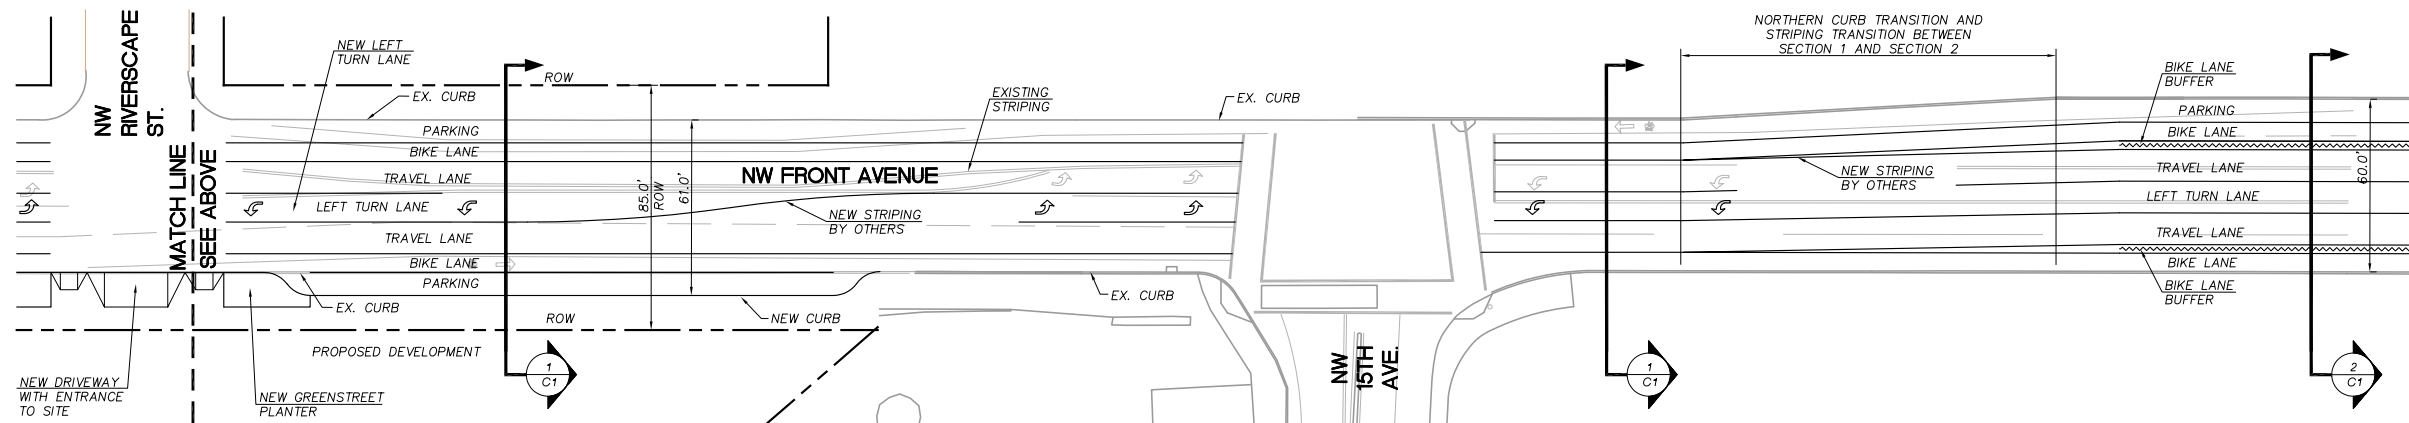 NW
RIVERSCAPE
ST.
MATCH LINE
SEE ABOVE
NEW LEFT
TURN LANE
ROW
EX. CURB
PARKING
BIKE LANE
TRAVEL LANE
LEFT TURN LANE
TRAVEL LANE
BIKE LANE
PARKING
EX. CURB
NEW CURB
ROW
PROPOSED DEVELOPMENT
NEW DRIVEWAY
WITH ENTRANCE
TO SITE
NEW GREENSTREET
PLANTER
1
C1
85.0'
ROW
61.0'
NW FRONT AVENUE
EXISTING
STRIPING
NEW STRIPING
BY OTHERS
EX. CURB
EX. CURB
NW
15TH
AVE.
1
C1
NORTHERN CURB TRANSITION AND
STRIPING TRANSITION BETWEEN
SECTION 1 AND SECTION 2
NEW STRIPING
BY OTHERS
BIKE LANE
BUFFER
PARKING
BIKE LANE
TRAVEL LANE
LEFT TURN LANE
TRAVEL LANE
BIKE LANE
BIKE LANE
BUFFER
60.0'
2
C1